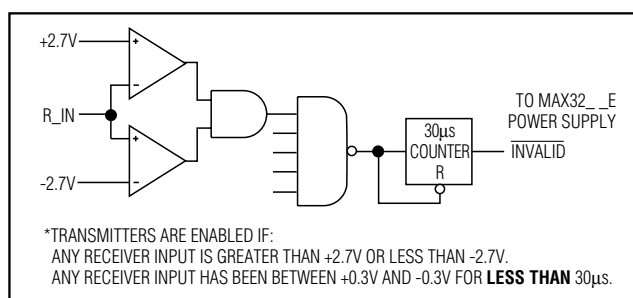 +2.7V
+
-
R_IN
+
-
-2.7V
30µs
COUNTER
R
TO MAX32_ _E
POWER SUPPLY
INVALID
*TRANSMITTERS ARE ENABLED IF:
ANY RECEIVER INPUT IS GREATER THAN +2.7V OR LESS THAN -2.7V.
ANY RECEIVER INPUT HAS BEEN BETWEEN +0.3V AND -0.3V FOR LESS THAN 30µs.